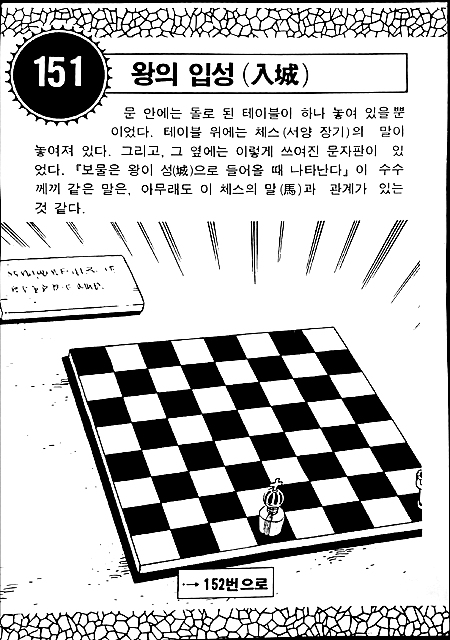 151
왕의 입성 (入城)
문 안에는 돌로 된 테이블이 하나 놓여 있을 뿐
이었다. 테이블 위에는 체스(서양 장기)의 말이
놓여져 있다. 그리고, 그 옆에는 이렇게 쓰여진 문자판이 있
었다. 『보물은 왕이 성(城)으로 들어올 때 나타난다』이 수수
께끼 같은 말은, 아무래도 이 체스의 말(馬)과 관계가 있는
것 같다.
→ 152번으로